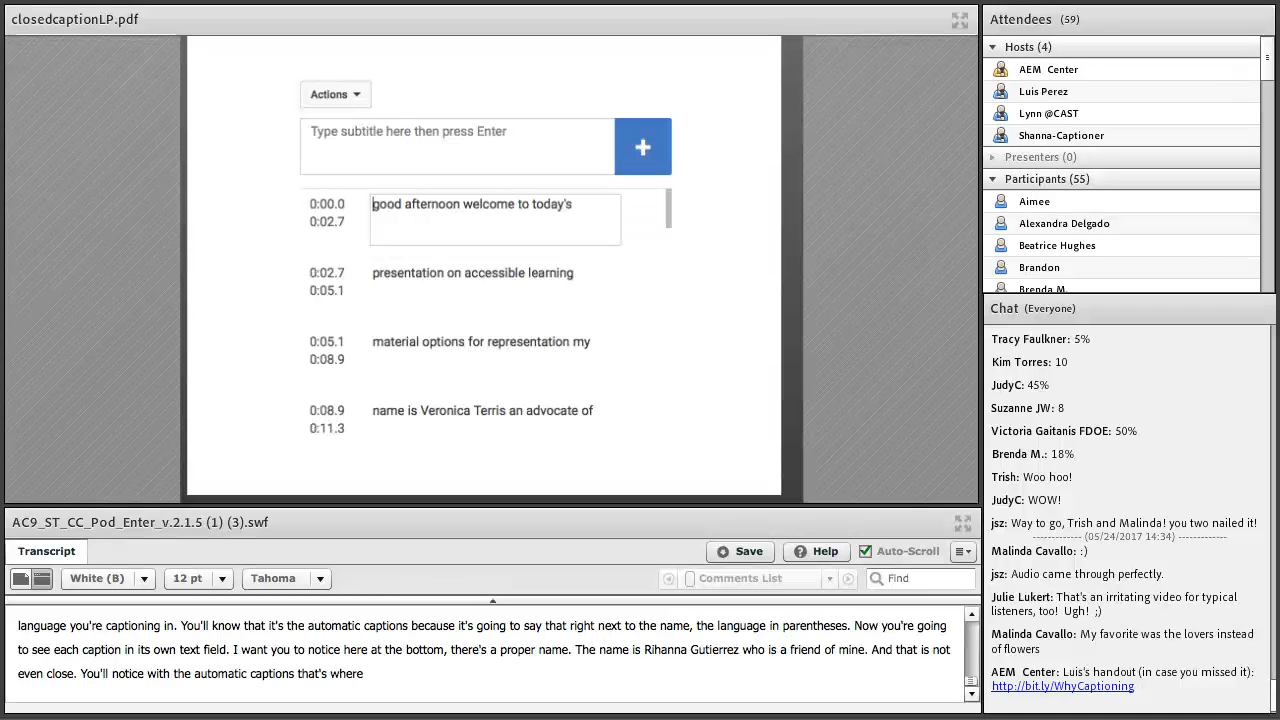 closedcaptionLP.pdf
Actions
Type subtitle here then press Enter
+
0:00.0 good afternoon welcome to today's
0:02.7
0:02.7 presentation on accessible learning
0:05.1
0:05.1 material options for representation my
0:08.9
0:08.9 name is Veronica Terris an advocate of
0:11.3
AC9_ST_CC_Pod_Enter_v.2.1.5 (1) (3).swf
Transcript
Save
Help
Auto-Scroll
White (B)
12 pt
Tahoma
Comments List
Find
language you're captioning in. You'll know that it's the automatic captions because it's going to say that right next to the name, the language in parentheses. Now you're going
to see each caption in its own text field. I want you to notice here at the bottom, there's a proper name. The name is Rihanna Gutierrez who is a friend of mine. And that is not
even close. You'll notice with the automatic captions that's where
Attendees (59)
Hosts (4)
AEM Center
Luis Perez
Lynn @CAST
Shanna-Captioner
Presenters (0)
Participants (55)
Aimee
Alexandra Delgado
Beatrice Hughes
Brandon
Brenda M.
Chat (Everyone)
Tracy Faulkner: 5%
Kim Torres: 10
JudyC: 45%
Suzanne JW: 8
Victoria Gaitanis FDOE: 50%
Brenda M.: 18%
Trish: Woo hoo!
JudyC: WOW!
jsz: Way to go, Trish and Malinda! you two nailed it!
------------- (05/24/2017 14:34) -------------
Malinda Cavallo: :)
jsz: Audio came through perfectly.
Julie Lukert: That's an irritating video for typical
listeners, too! Ugh! ;)
Malinda Cavallo: My favorite was the lovers instead
of flowers
AEM Center: Luis's handout (in case you missed it):
http://bit.ly/WhyCaptioning